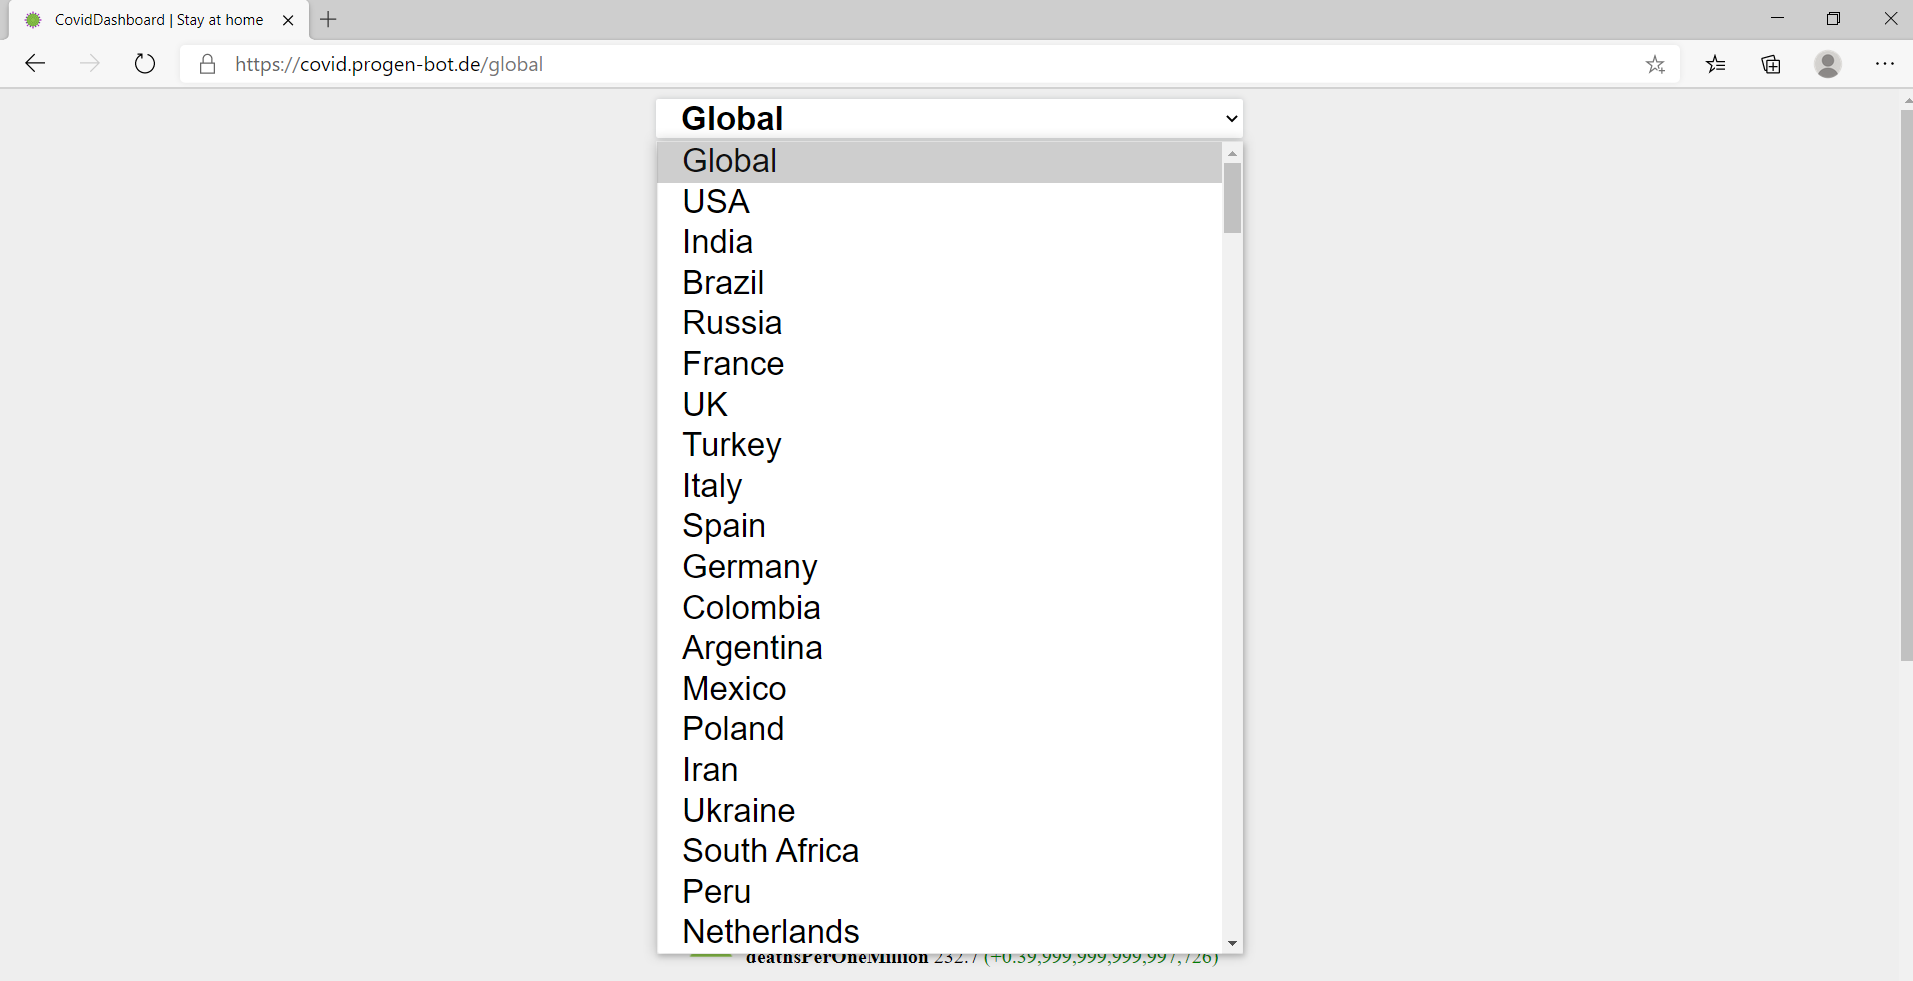 CovidDashboard | Stay at home
https://covid.progen-bot.de/global
Global
Global
USA
India
Brazil
Russia
France
UK
Turkey
Italy
Spain
Germany
Colombia
Argentina
Mexico
Poland
Iran
Ukraine
South Africa
Peru
Netherlands
deathsPerOneMillion 232.7 (+0.39,999,999,999,997,726)